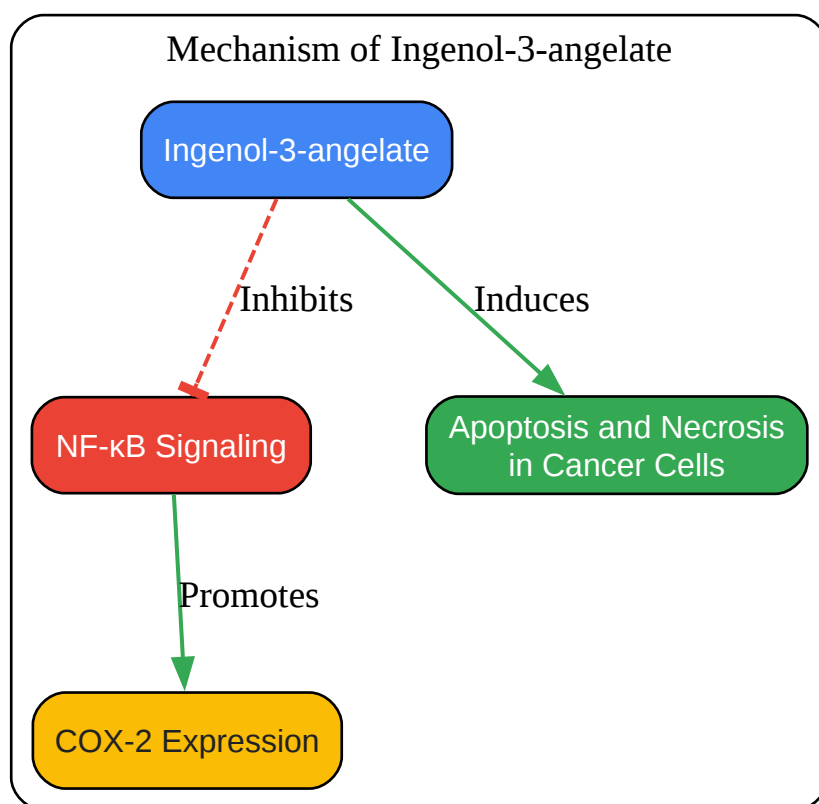 Mechanism of Ingenol-3-angelate
Ingenol-3-angelate
Inhibits
Induces
NF-κB Signaling
Apoptosis and Necrosis
in Cancer Cells
Promotes
COX-2 Expression